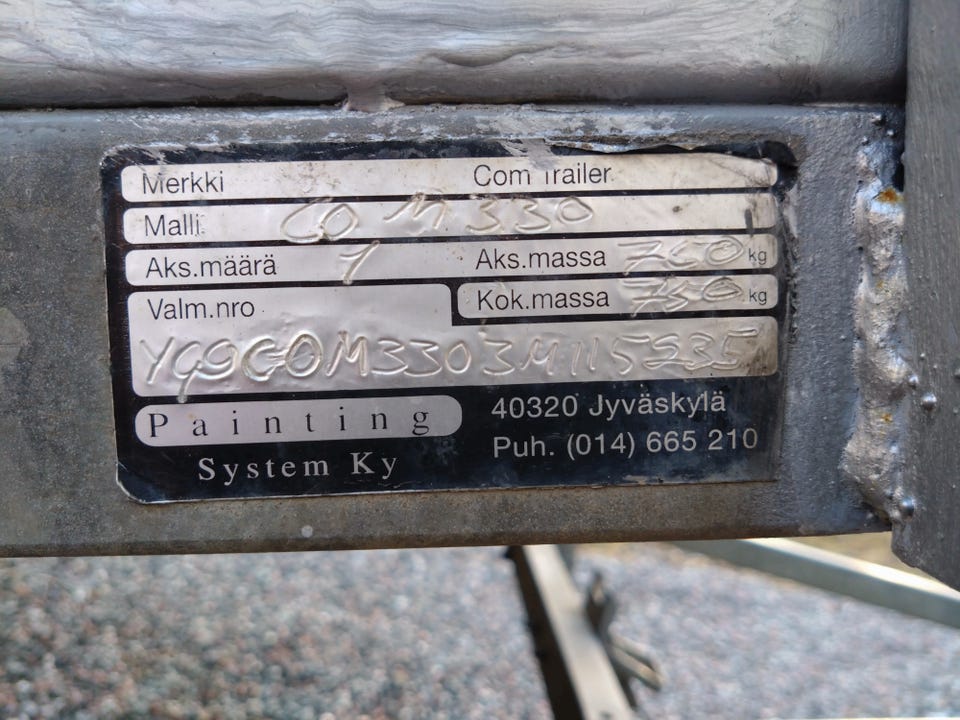 Merkki Com Trailer
Malli COM 330
Aks.määrä 1 Aks.massa 750 kg
Valm.nro Kok.massa 750 kg
Painting 40320 Jyväskylä
System Ky Puh. (014) 665 210